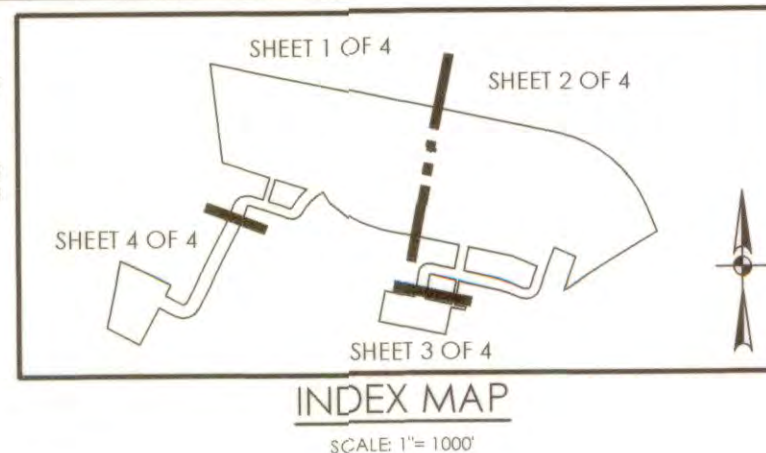 SHEET 1 OF 4
SHEET 2 OF 4
SHEET 4 OF 4
SHEET 3 OF 4
INDEX MAP
SCALE: 1"= 1000'